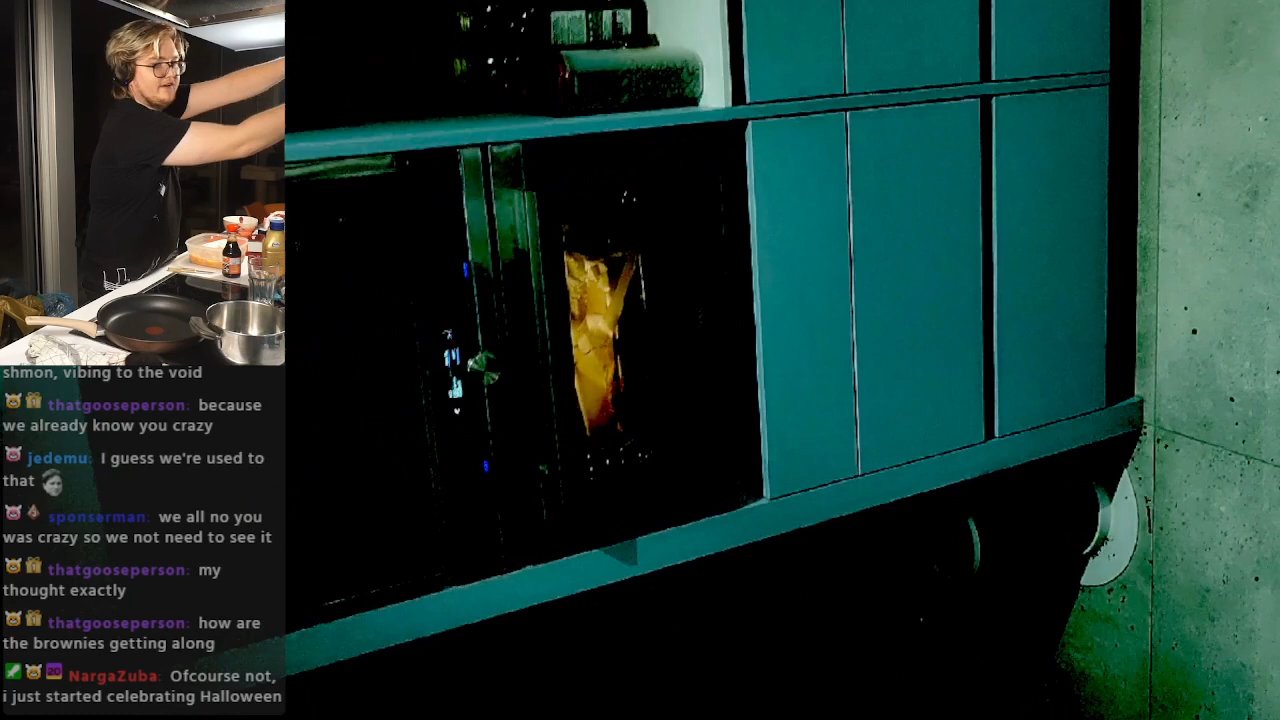 shmon, vibing to the void
thatgooseperson: because
we already know you crazy
jedemu: I guess we're used to
that
sponserman: we all no you
was crazy so we not need to see it
thatgooseperson: my
thought exactly
thatgooseperson: how are
the brownies getting along
NargaZuba: Ofcourse not,
i just started celebrating Halloween